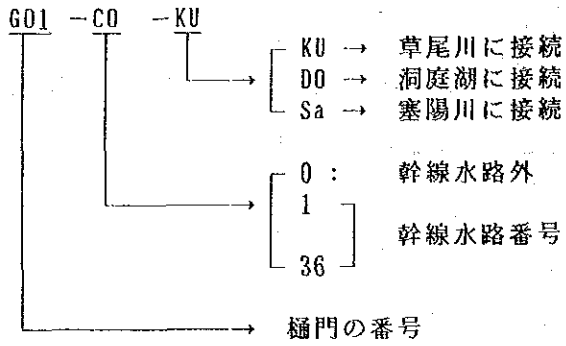 G01 -C0 -KU
KU → 草尾川に接続
DO → 洞庭湖に接続
Sa → 塞陽川に接続
0 : 幹線水路外
1
幹線水路番号
36
樋門の番号